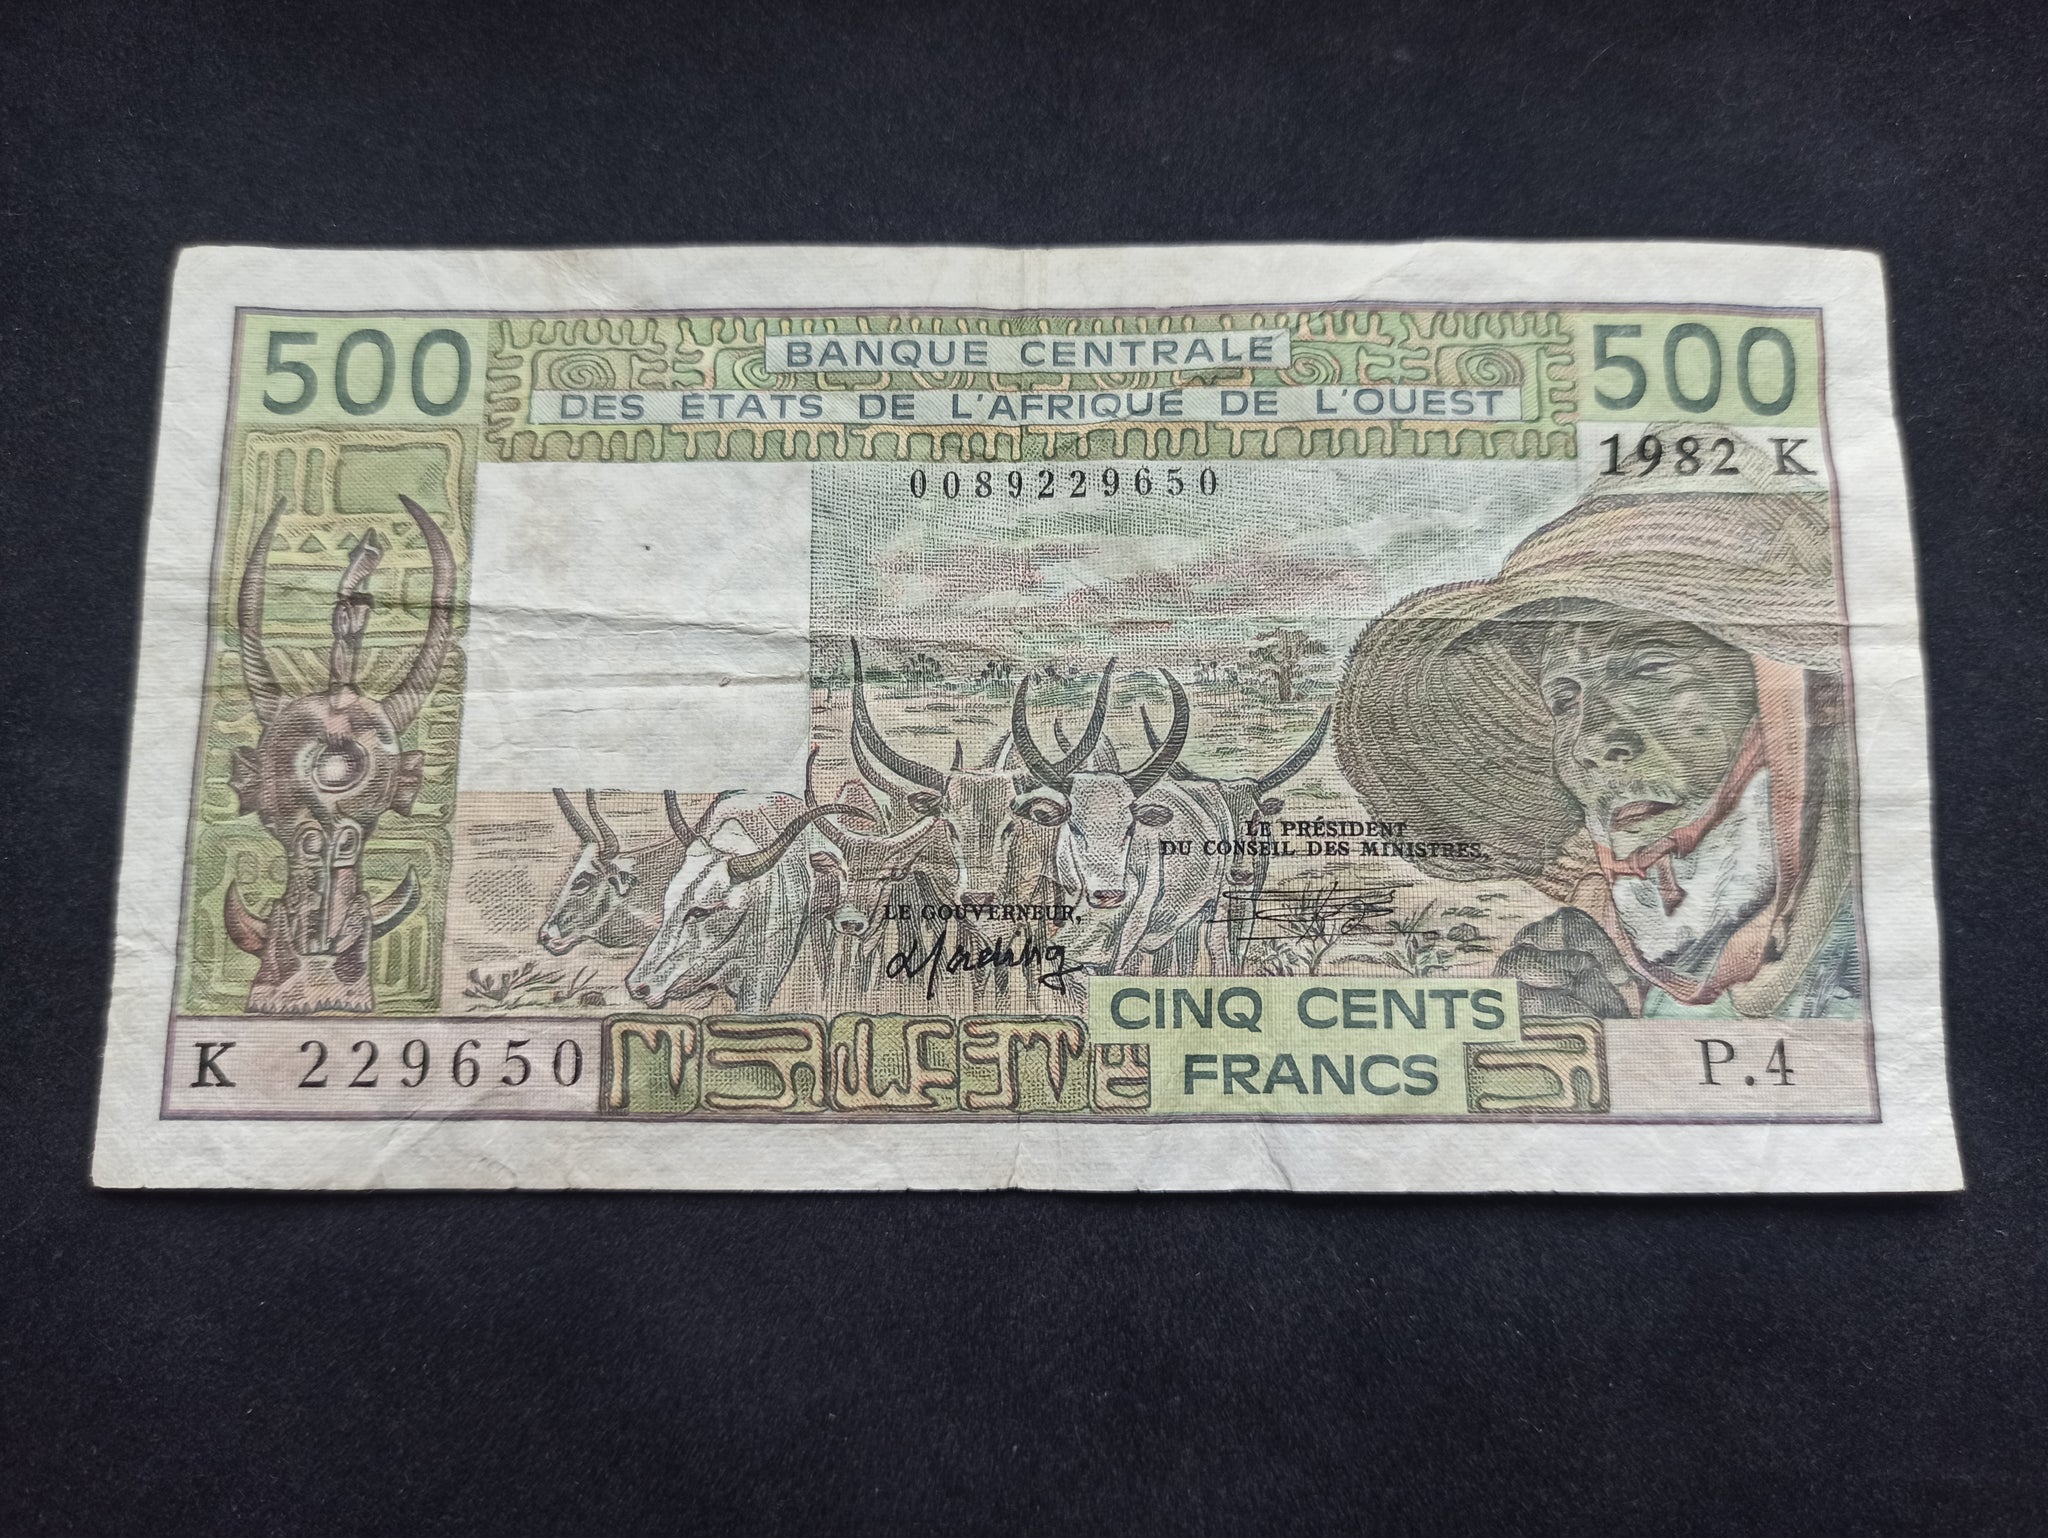 500
BANQUE CENTRALE
DES ÉTATS DE L'AFRIQUE DE L'OUEST
500
1982 K
0089229650
LE PRÉSIDENT
DU CONSEIL DES MINISTRES,
LE GOUVERNEUR,
CINQ CENTS
FRANCS
K 229650
P.4